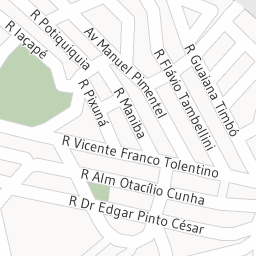 R Iaçapé
R Potiquiquia
Av Manuel Pimentel
R Flávio Tambellini
R Guaiana Timbó
R Pixuná
R Maniba
R Vicente Franco Tolentino
R Alm Otacílio Cunha
R Dr Edgar Pinto César